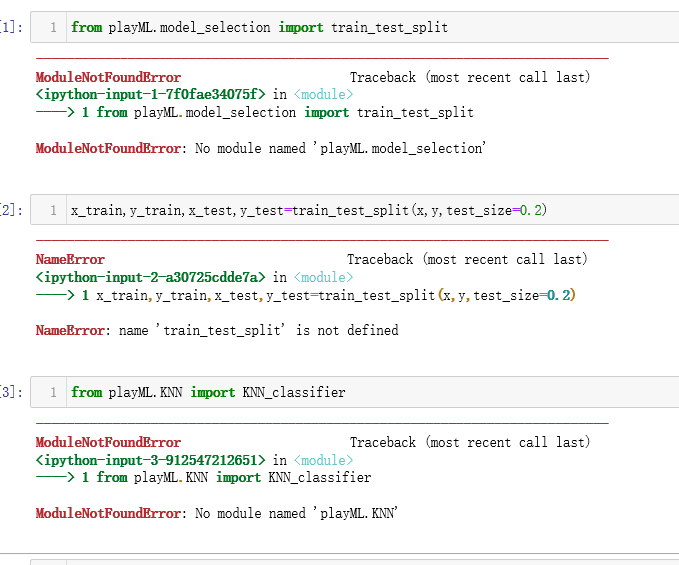 [1]: 1 from playML.model_selection import train_test_split
ModuleNotFoundError Traceback (most recent call last)
<ipython-input-1-7f0fae34075f> in <module>
----> 1 from playML.model_selection import train_test_split
ModuleNotFoundError: No module named 'playML.model_selection'
[2]: 1 x_train,y_train,x_test,y_test=train_test_split(x,y,test_size=0.2)
NameError Traceback (most recent call last)
<ipython-input-2-a30725cdde7a> in <module>
----> 1 x_train,y_train,x_test,y_test=train_test_split(x,y,test_size=0.2)
NameError: name 'train_test_split' is not defined
[3]: 1 from playML.KNN import KNN_classifier
ModuleNotFoundError Traceback (most recent call last)
<ipython-input-3-912547212651> in <module>
----> 1 from playML.KNN import KNN_classifier
ModuleNotFoundError: No module named 'playML.KNN'